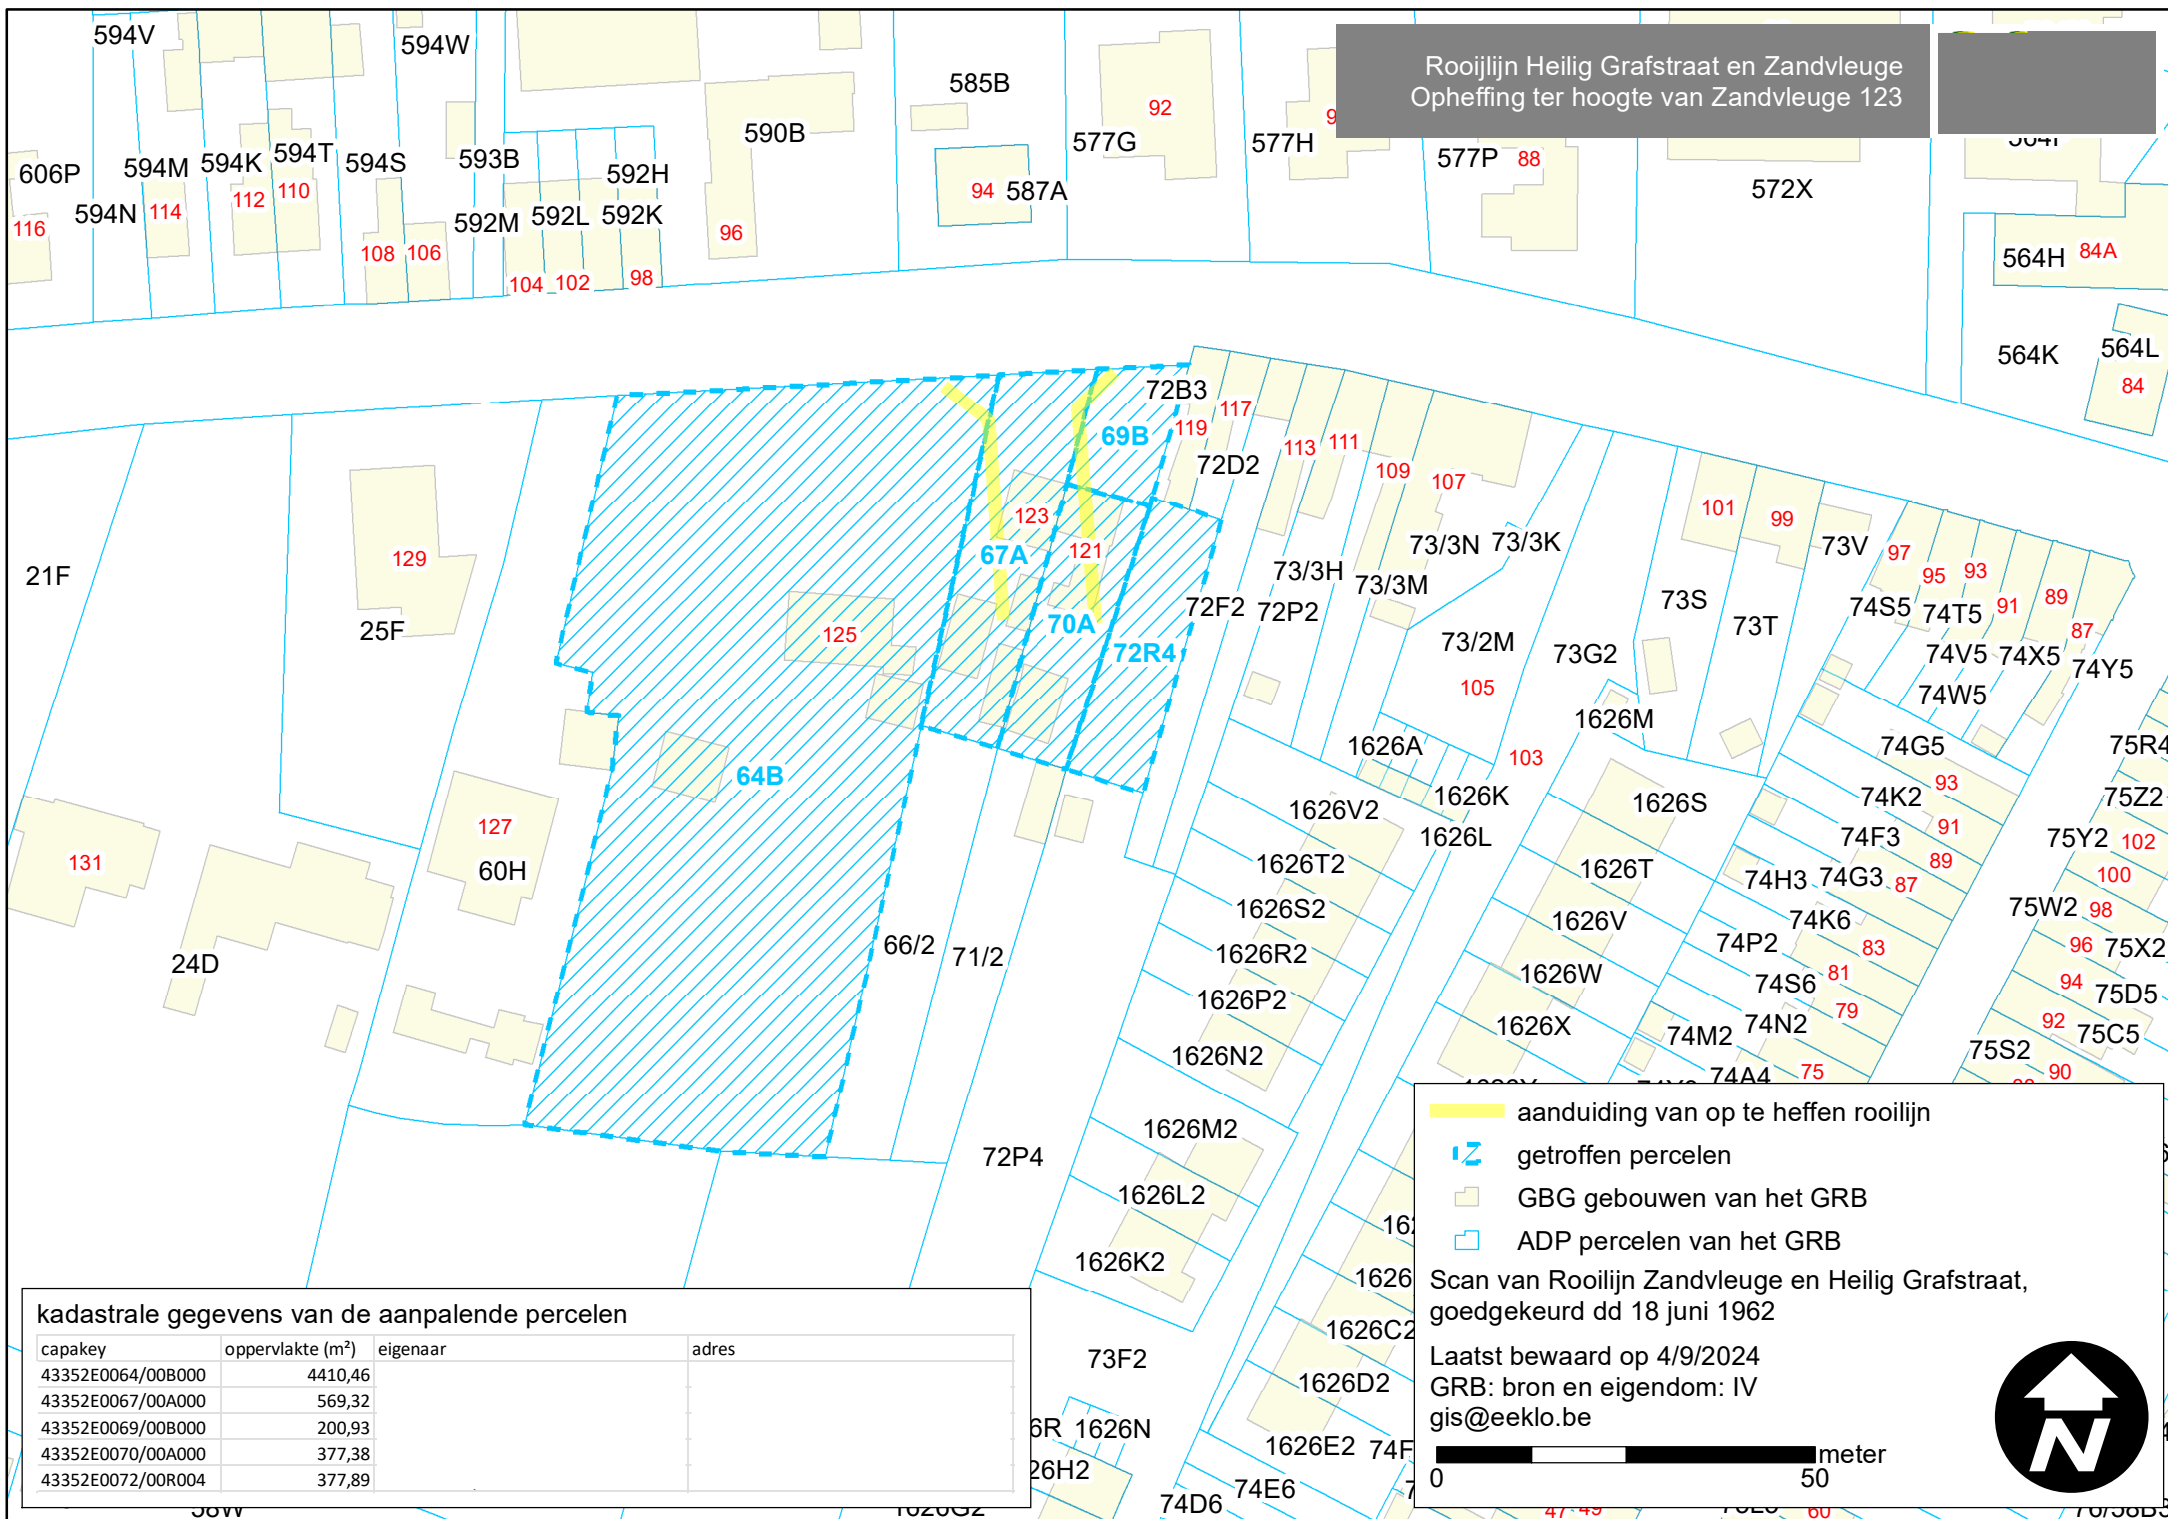 Rooijlijn Heilig Grafstraat en Zandvleuge
Opheffing ter hoogte van Zandvleuge 123
594V
594W
585B
92
577G
577H
577P
88
572X
590B
606P
594M
594K
594T
594S
593B
592H
94
587A
116
594N
114
112
110
108
106
592M
592L
592K
96
104
102
98
564H
84A
564K
564L
84
72B3
117
119
69B
72D2
113
111
109
107
101
99
73V
21F
129
25F
123
67A
121
70A
72R4
125
64B
72F2
72P2
73/3H
73/3M
73/3N
73/3K
73/2M
105
73G2
73S
73T
97
95
93
91
89
87
74S5
74T5
74V5
74X5
74W5
74Y5
1626M
1626A
103
1626K
1626L
1626S
1626T
1626V
1626W
1626X
74G5
93
74K2
91
74F3
89
74H3
74G3
87
74K6
74P2
83
81
74S6
79
74N2
74M2
74A4
75
75R4
75Z2
75Y2
102
100
75W2
98
96
75X2
94
75D5
92
75C5
75S2
90
131
127
60H
24D
66/2
71/2
72P4
1626V2
1626T2
1626S2
1626R2
1626P2
1626N2
1626M2
1626L2
1626K2
73F2
1626N
1626C2
1626D2
1626E2
74E6
74D6
aanduiding van op te heffen rooilijn
getroffen percelen
GBG gebouwen van het GRB
ADP percelen van het GRB
Scan van Rooilijn Zandvleuge en Heilig Grafstraat,
goedgekeurd dd 18 juni 1962
Laatst bewaard op 4/9/2024
GRB: bron en eigendom: IV
gis@eeklo.be
meter
0 50
N
kadastrale gegevens van de aanpalende percelen
capakey oppervlakte (m²) eigenaar adres
43352E0064/00B000 4410,46
43352E0067/00A000 569,32
43352E0069/00B000 200,93
43352E0070/00A000 377,38
43352E0072/00R004 377,89